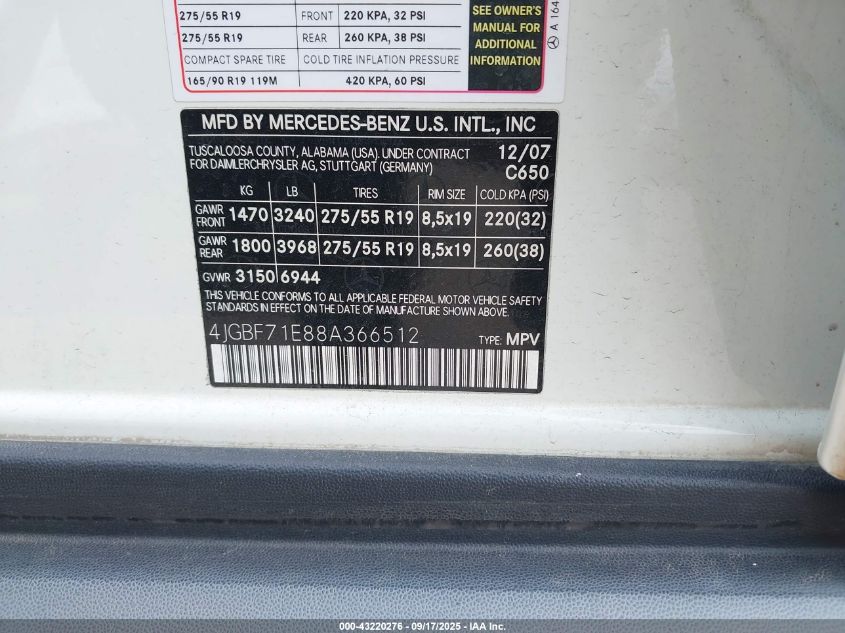 275/55 R19 FRONT 220 KPA, 32 PSI
275/55 R19 REAR 260 KPA, 38 PSI
COMPACT SPARE TIRE COLD TIRE INFLATION PRESSURE
165/90 R19 119M 420 KPA, 60 PSI
SEE OWNER'S
MANUAL FOR
ADDITIONAL
INFORMATION
A 164
MFD BY MERCEDES-BENZ U.S. INTL., INC
TUSCALOOSA COUNTY, ALABAMA (USA). UNDER CONTRACT 12/07
FOR DAIMLERCHRYSLER AG, STUTTGART (GERMANY) C650
KG LB TIRES RIM SIZE COLD KPA (PSI)
GAWR FRONT 1470 3240 275/55 R19 8,5x19 220(32)
GAWR REAR 1800 3968 275/55 R19 8,5x19 260(38)
GVWR 3150 6944
THIS VEHICLE CONFORMS TO ALL APPLICABLE FEDERAL MOTOR VEHICLE SAFETY
STANDARDS IN EFFECT ON THE DATE OF MANUFACTURE SHOWN ABOVE.
4JGBF71E88A366512 TYPE: MPV
000-43220276 - 09/17/2025 - IAA Inc.